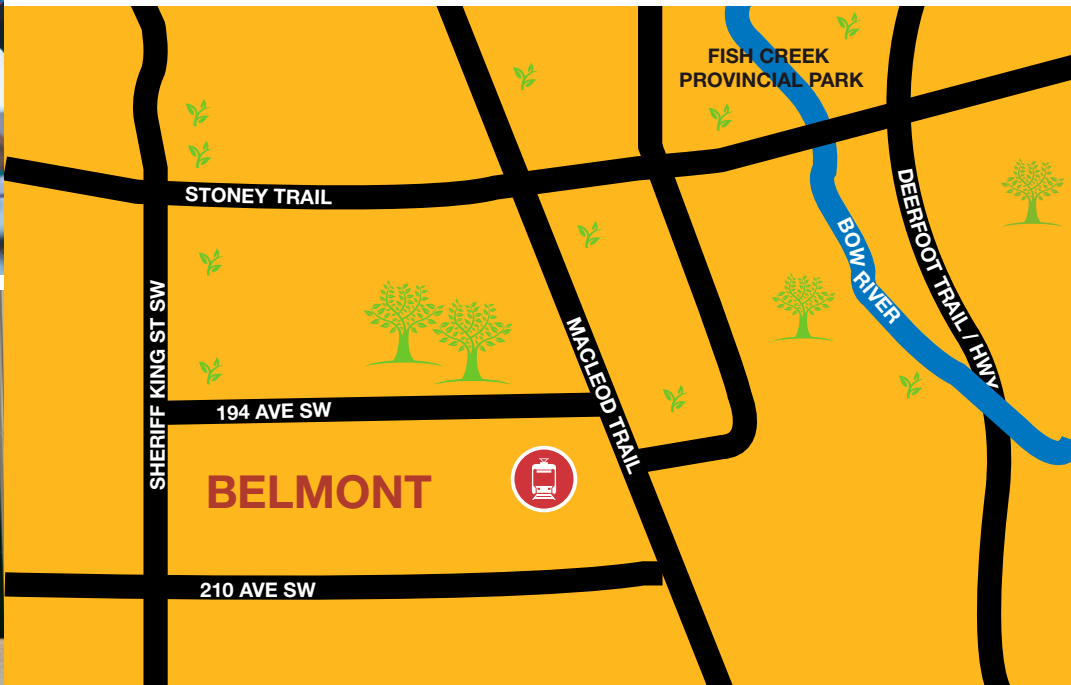 FISH CREEK
PROVINCIAL PARK
STONEY TRAIL
DEERFOOT TRAIL / HWY
BOW RIVER
SHERIFF KING ST SW
MACLEOD TRAIL
194 AVE SW
BELMONT
210 AVE SW